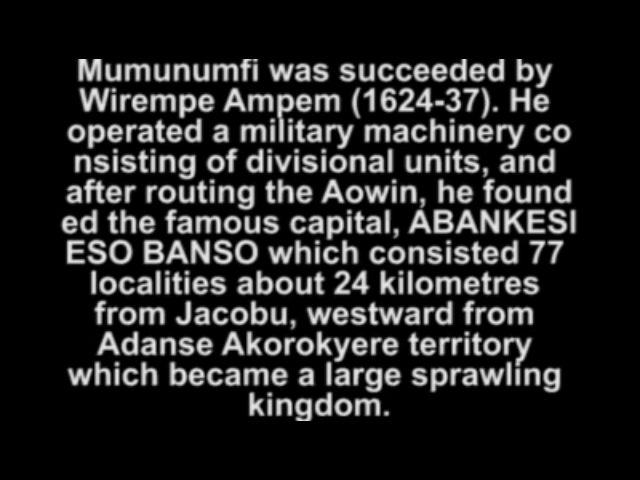 Mumunumfi was succeeded by
Wirempe Ampem (1624-37). He
operated a military machinery co
nsisting of divisional units, and
after routing the Aowin, he found
ed the famous capital, ABANKESI
ESO BANSO which consisted 77
localities about 24 kilometres
from Jacobu, westward from
Adanse Akorokyere territory
which became a large sprawling
kingdom.